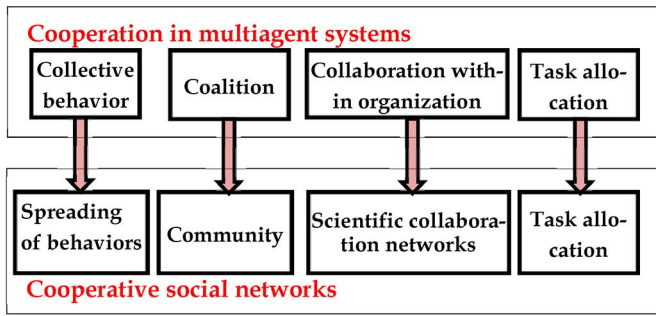 Cooperation in multiagent systems
Collective
behavior
Coalition
Collaboration with-
in organization
Task allo-
cation
Spreading
of behaviors
Community
Scientific collabora-
tion networks
Task allo-
cation
Cooperative social networks